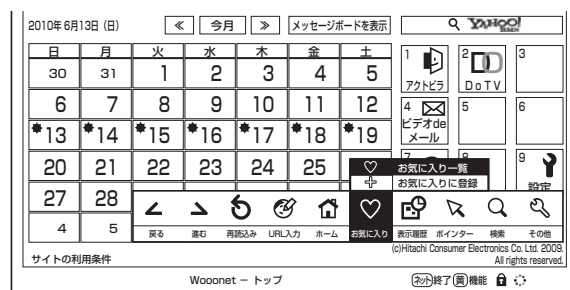 2010年 6月13日（日） ≪ 今月 ≫ メッセージボードを表示 YAHOO! JAPAN
日 月 火 水 木 金 土
30 31 1 2 3 4 5
6 7 8 9 10 11 12
13 14 15 16 17 18 19
20 21 22 23 24 25
27 28
4 5
1 アクトビラ
2 DoTV
3
4 ビデオdeメール
5
6
7
8
9 設定
お気に入り一覧
お気に入りに登録
戻る 進む 再読込み URL入力 ホーム お気に入り 表示履歴 ポインター 検索 その他
(c)Hitachi Consumer Electronics Co. Ltd. 2009.
All rights reserved.
サイトの利用条件
Wooonet － トップ ネット終了 黄機能